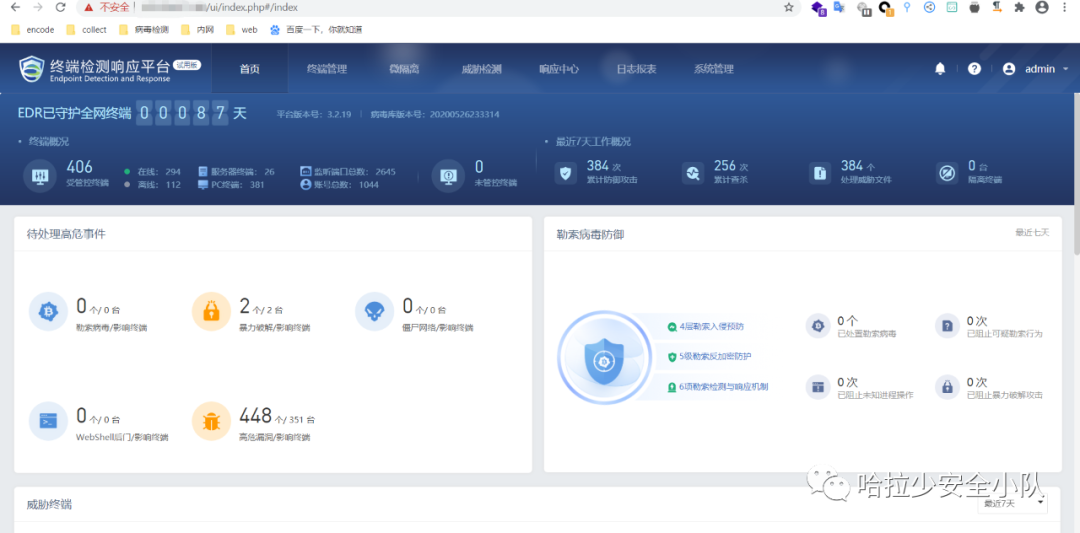 不安全 /ui/index.php#/index
encode collect 病毒检测 内网 web 百度一下，你就知道
终端检测响应平台 试用版
Endpoint Detection and Response
首页 终端管理 微隔离 威胁检测 响应中心 日志报表 系统管理 admin
EDR已守护全网终端 0 0 0 8 7 天 平台版本号：3.2.19 病毒库版本号：20200526233314
终端概况
406 受管控终端
在线：294 服务器终端：26 监听端口总数：2645
离线：112 PC终端：381 账号总数：1044
0
未管控终端
最近7天工作概况
384 次
累计防御攻击
256 次
累计查杀
384 个
处理威胁文件
0 台
隔离终端
待处理高危事件
0 个/ 0 台
勒索病毒/影响终端
2 个/ 2 台
暴力破解/影响终端
0 个/ 0 台
僵尸网络/影响终端
0 个/ 0 台
WebShell后门/影响终端
448 个/ 351 台
高危漏洞/影响终端
勒索病毒防御 最近七天
4层勒索入侵预防
5级勒索反加密防护
6项勒索检测与响应机制
0 个
已处置勒索病毒
0 次
已阻止可疑勒索行为
0 次
已阻止未知进程操作
0 次
已阻止暴力破解攻击
哈拉少安全小队
威胁终端
最近7天